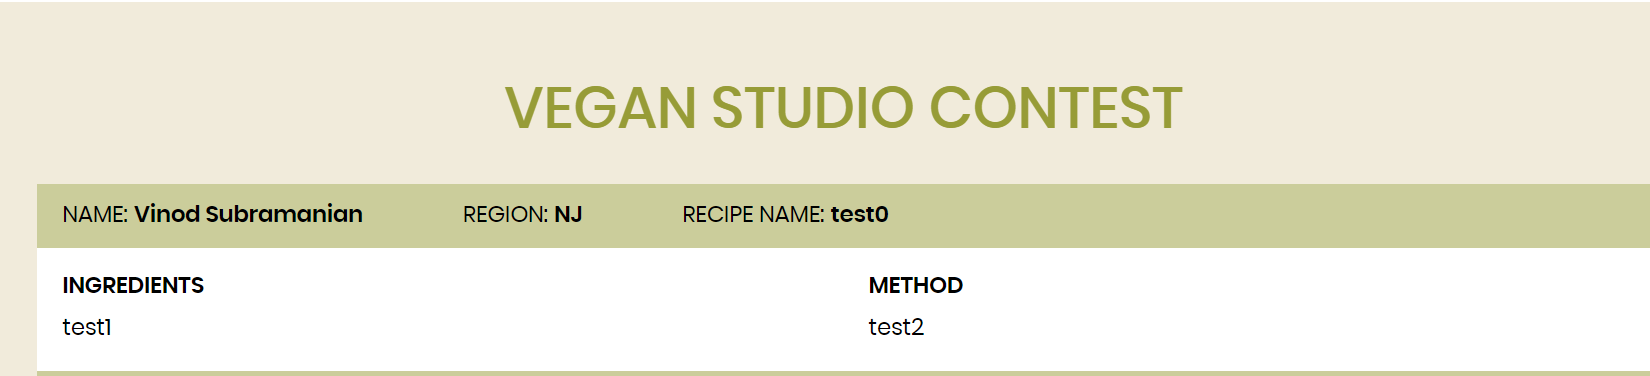 VEGAN STUDIO CONTEST
NAME: Vinod Subramanian REGION: NJ RECIPE NAME: test0
INGREDIENTS
test1
METHOD
test2